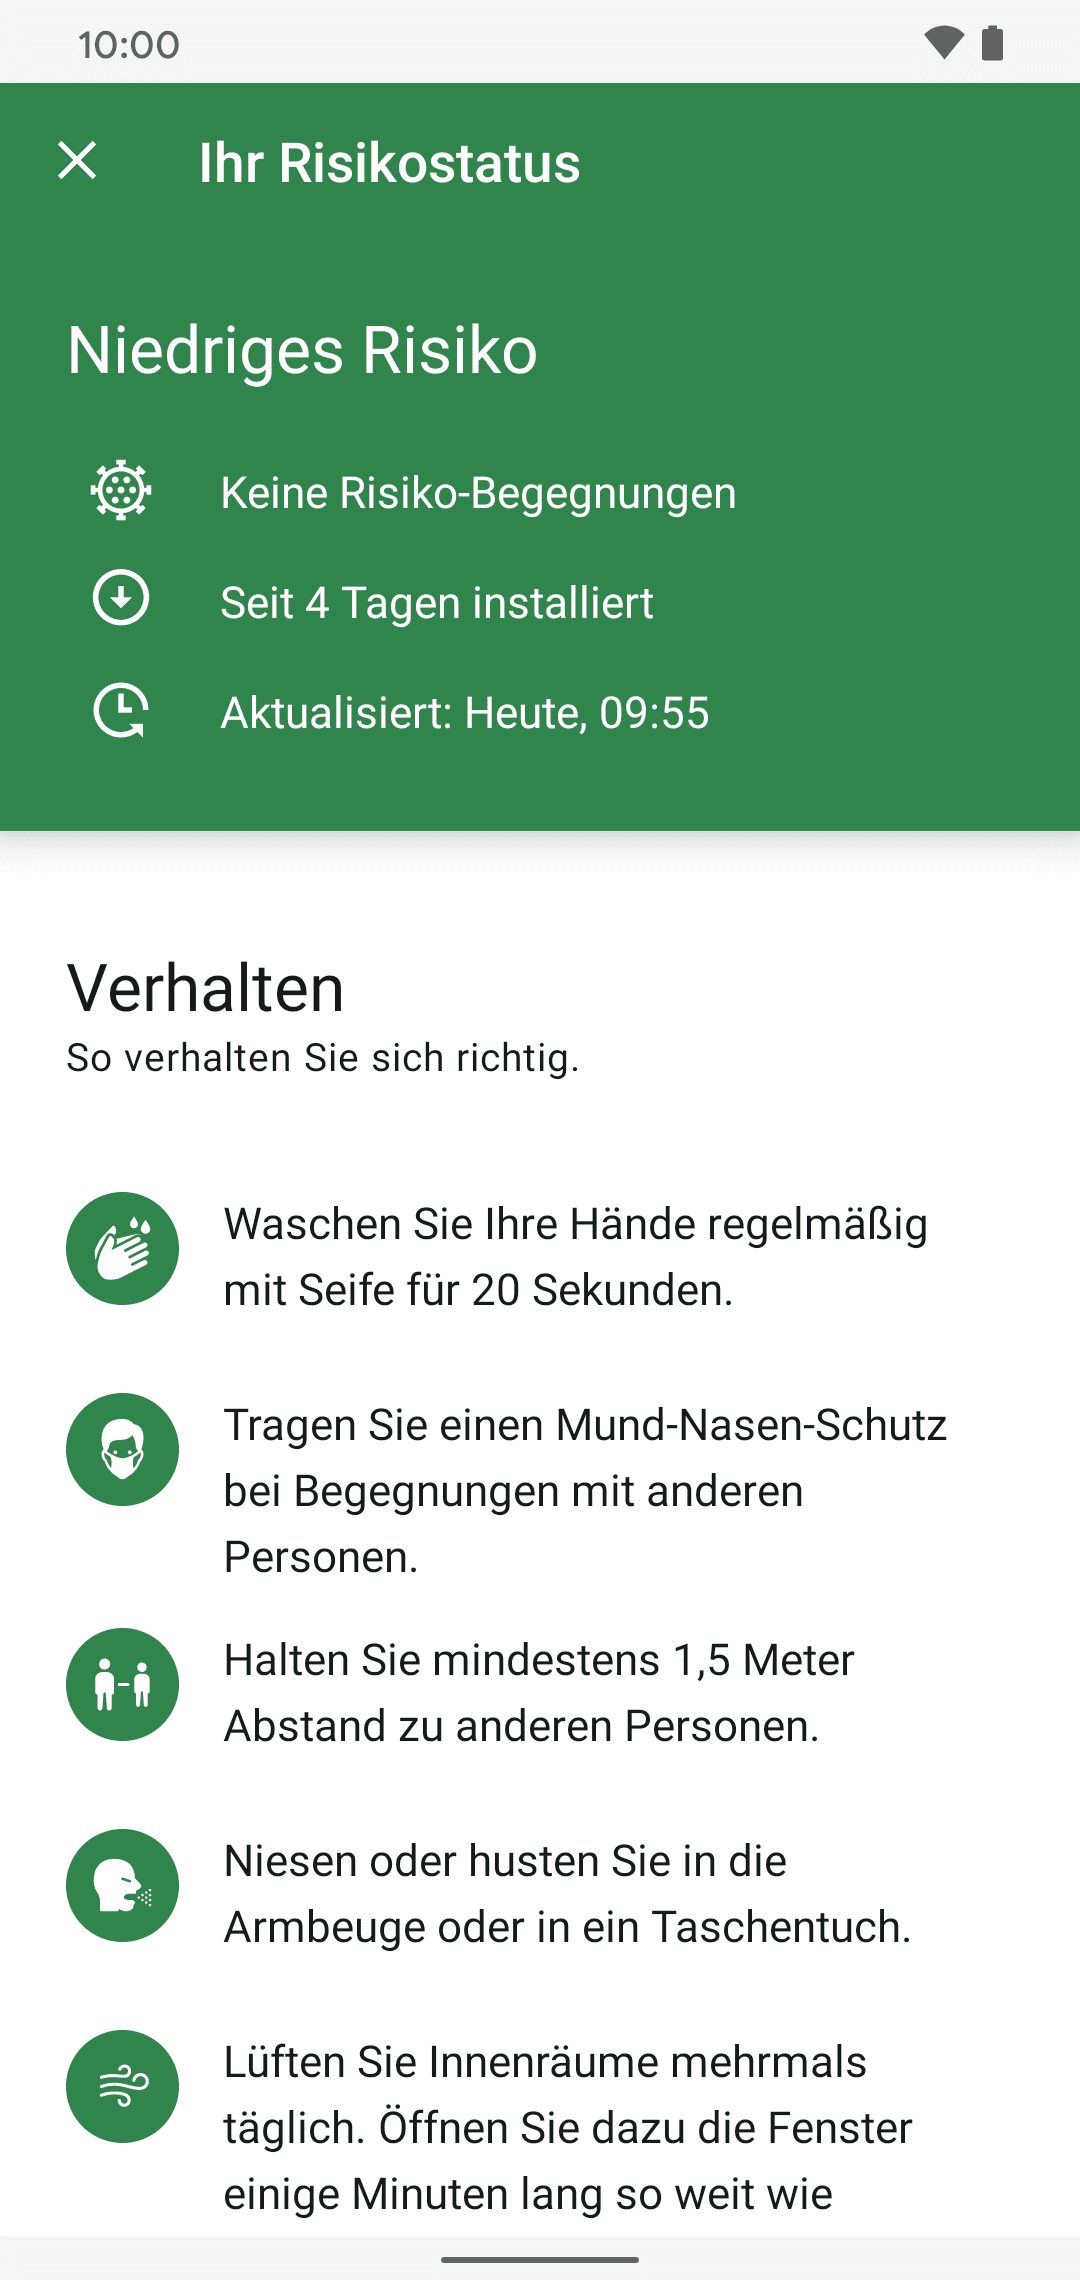 10:00
Ihr Risikostatus
Niedriges Risiko
Keine Risiko-Begegnungen
Seit 4 Tagen installiert
Aktualisiert: Heute, 09:55
Verhalten
So verhalten Sie sich richtig.
Waschen Sie Ihre Hände regelmäßig
mit Seife für 20 Sekunden.
Tragen Sie einen Mund-Nasen-Schutz
bei Begegnungen mit anderen
Personen.
Halten Sie mindestens 1,5 Meter
Abstand zu anderen Personen.
Niesen oder husten Sie in die
Armbeuge oder in ein Taschentuch.
Lüften Sie Innenräume mehrmals
täglich. Öffnen Sie dazu die Fenster
einige Minuten lang so weit wie